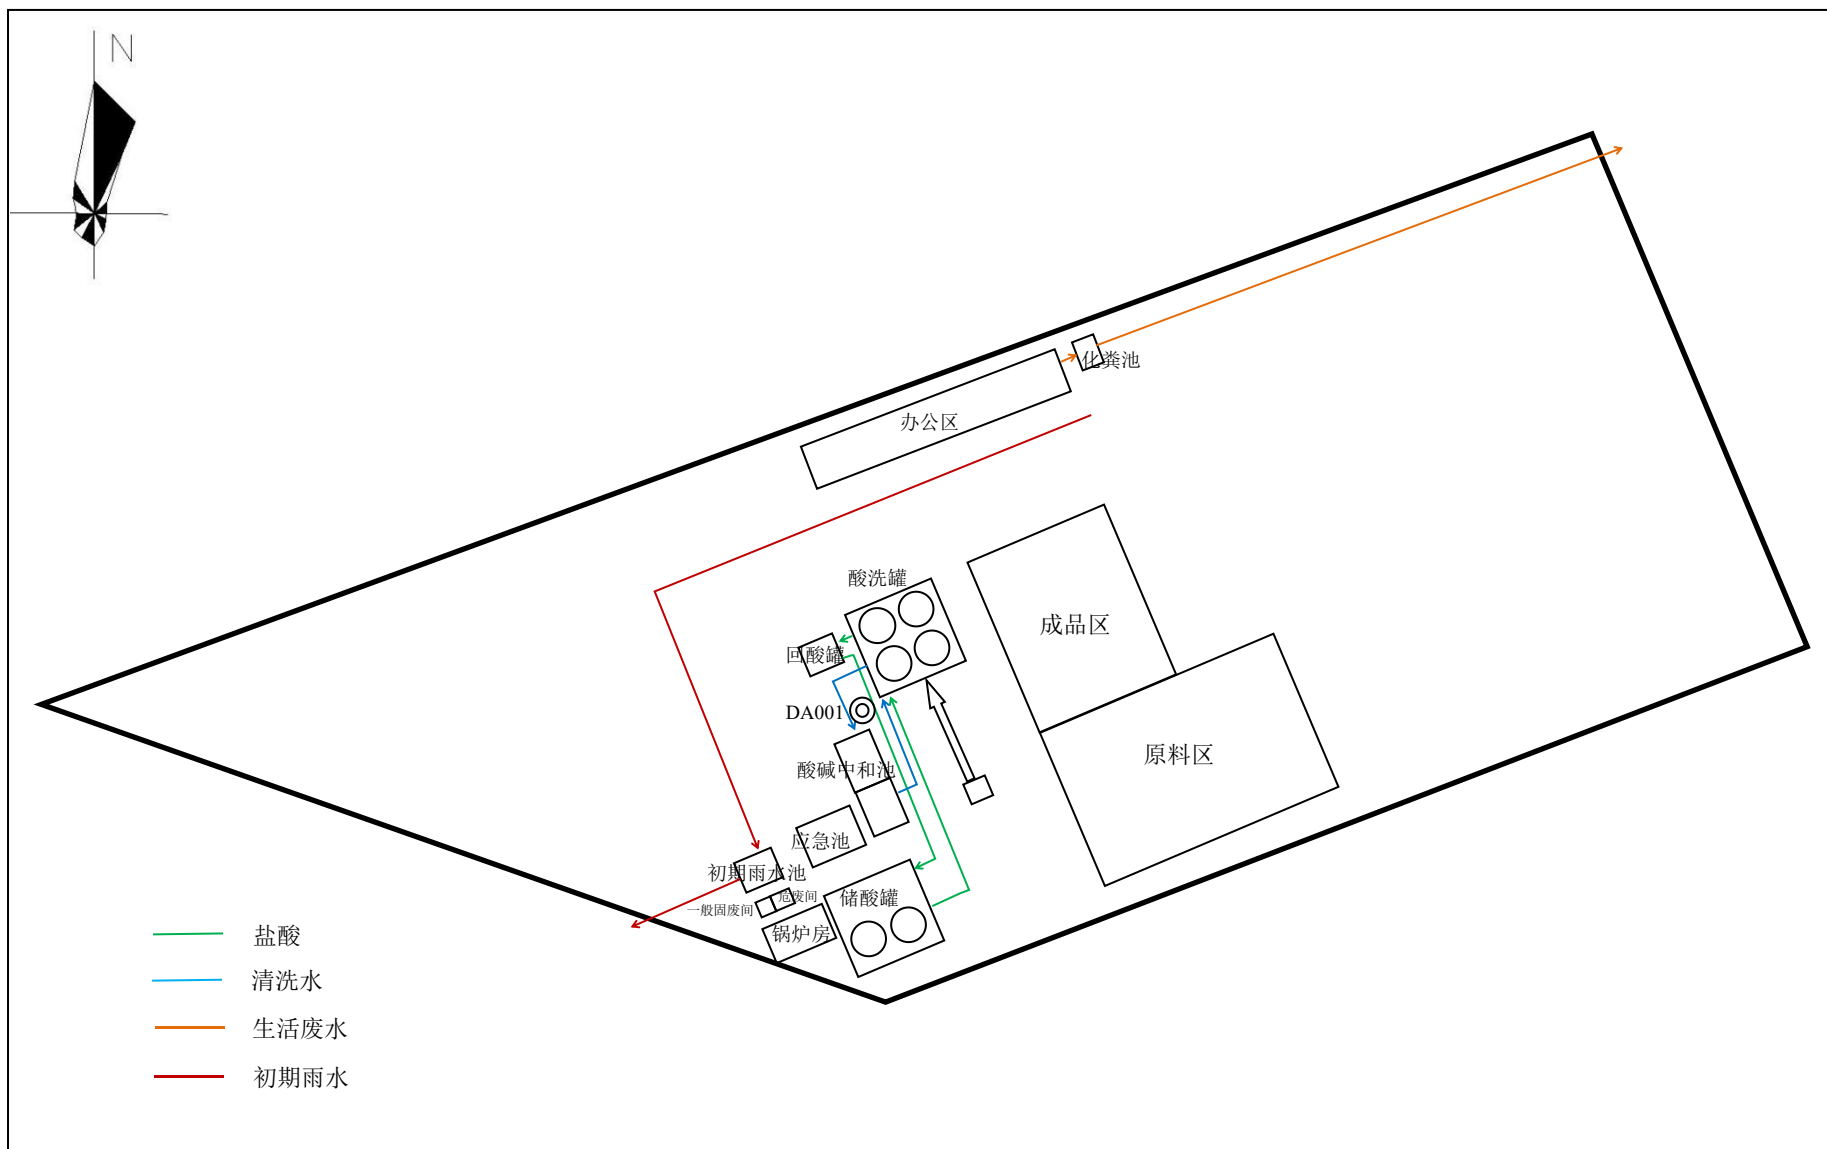 N
化粪池
办公区
酸洗罐
成品区
回酸罐
DA001
原料区
酸碱中和池
应急池
初期雨水池
危废间
一般固废间
储酸罐
锅炉房
盐酸
清洗水
生活废水
初期雨水